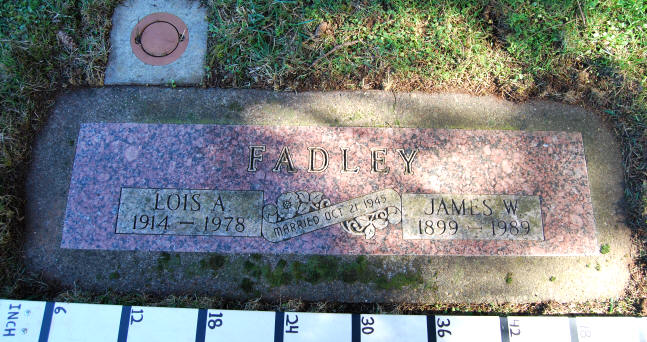 FADLEY
LOIS A.
1914 — 1978
MARRIED OCT 21 1945
JAMES W.
1899 — 1989
INCH 6 12 18 24 30 36 42 48